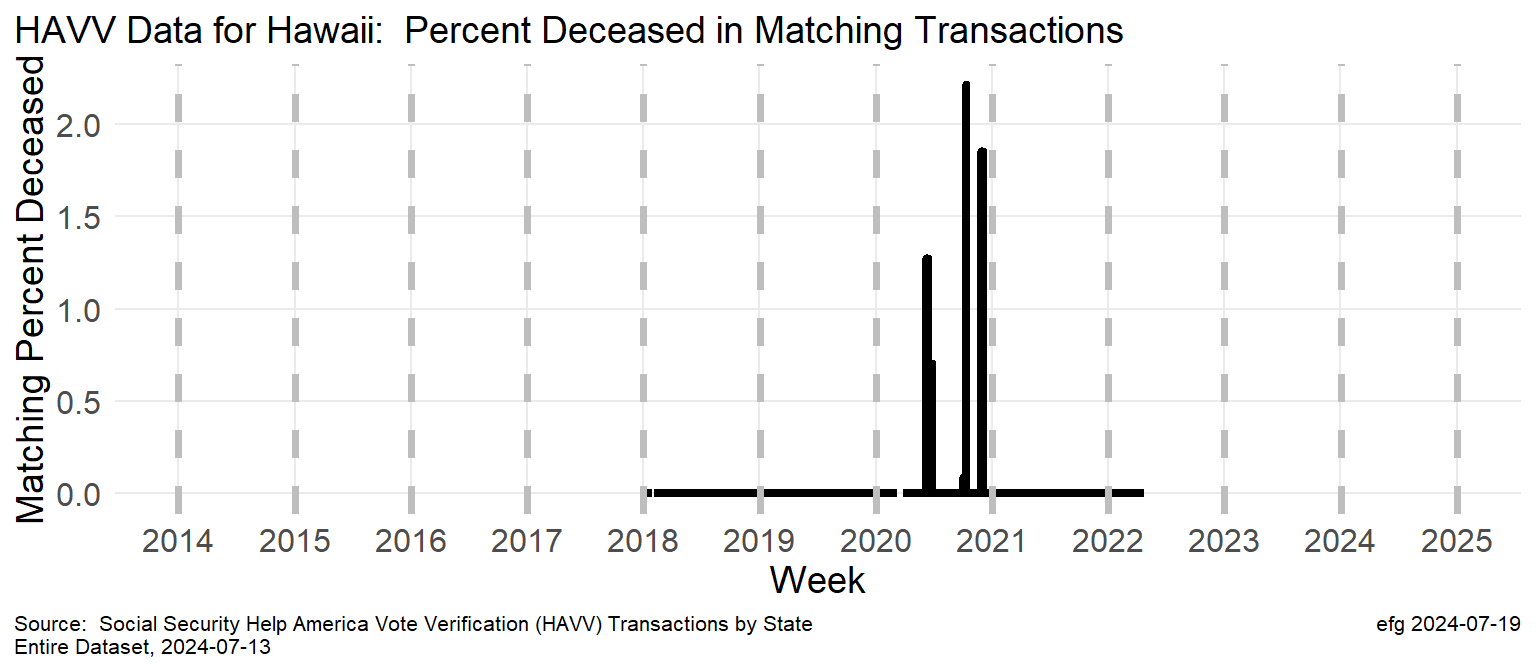 HAVV Data for Hawaii:  Percent Deceased in Matching Transactions
Matching Percent Deceased
2.0
1.5
1.0
0.5
0.0
2014 2015 2016 2017 2018 2019 2020 2021 2022 2023 2024 2025
Week
Source:  Social Security Help America Vote Verification (HAVV) Transactions by State
Entire Dataset, 2024-07-13
efg 2024-07-19